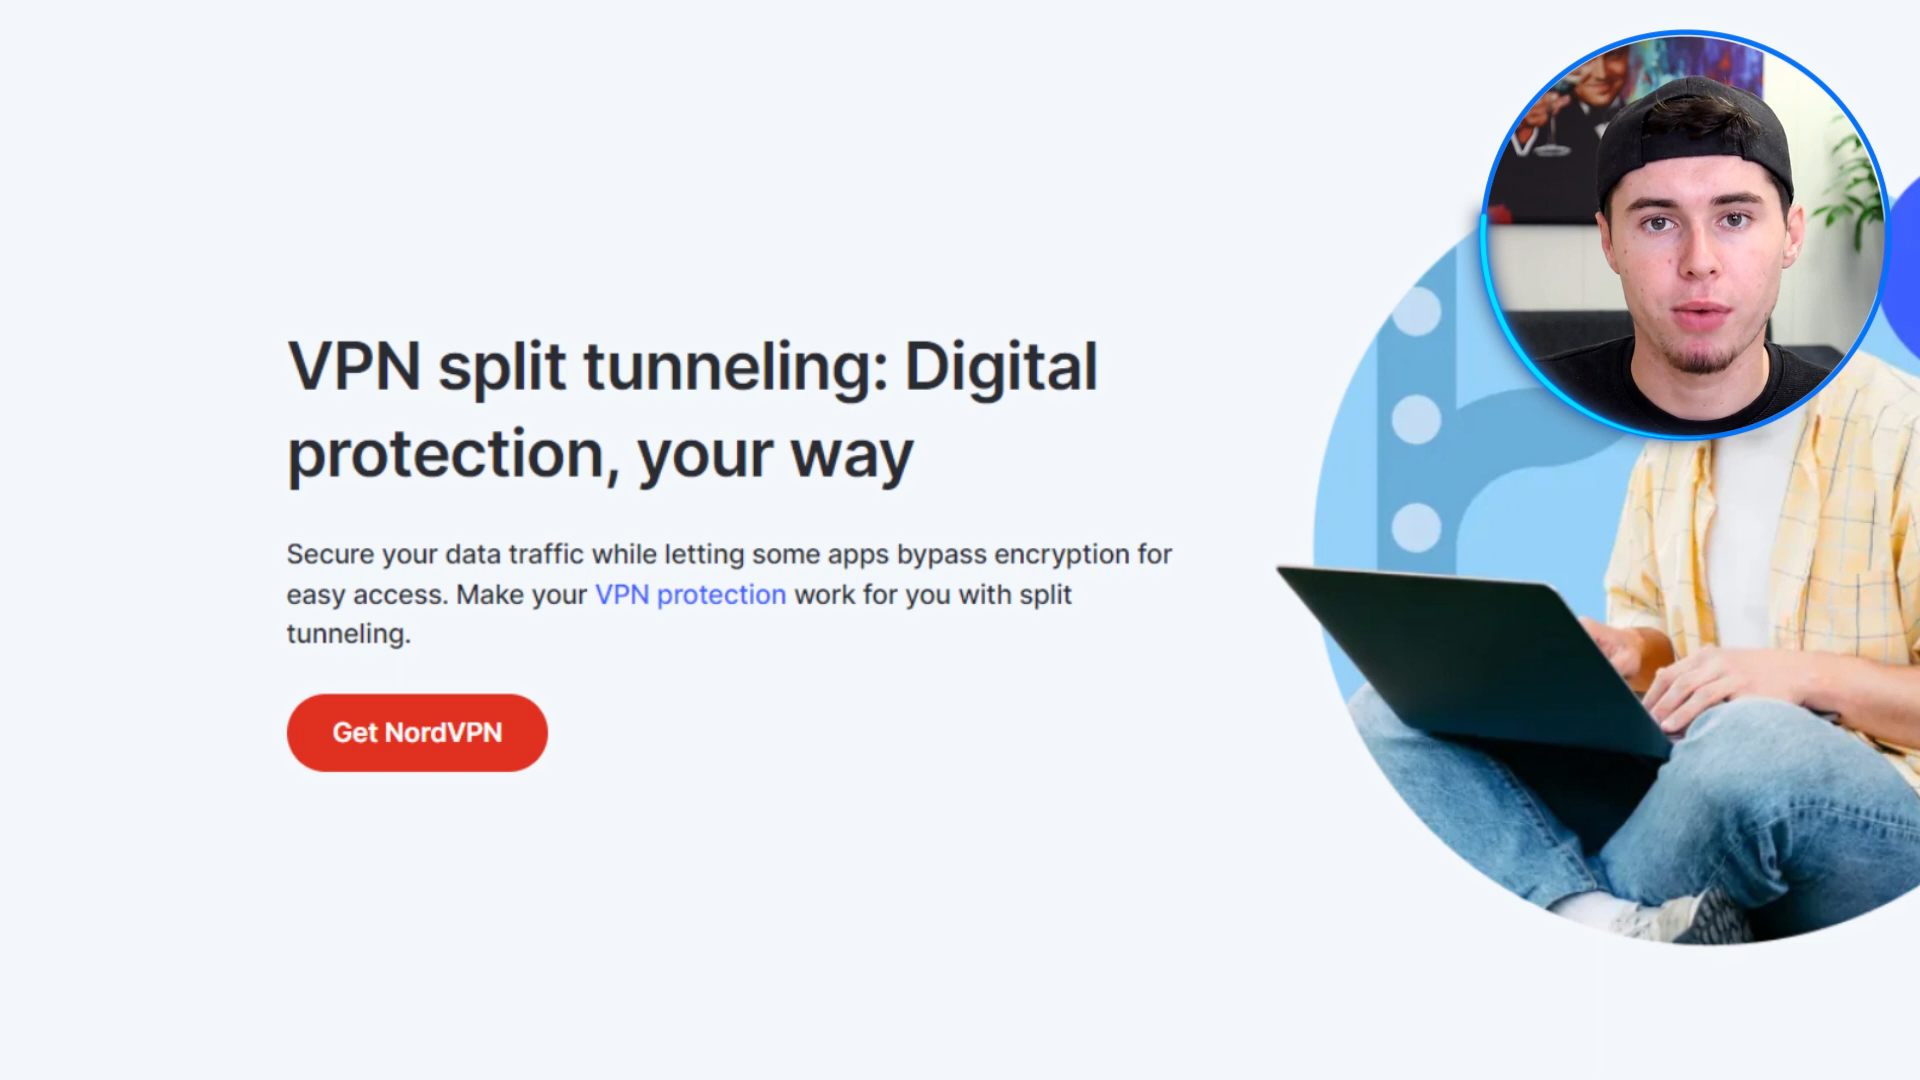 VPN split tunneling: Digital
protection, your way
Secure your data traffic while letting some apps bypass encryption for
easy access. Make your VPN protection work for you with split
tunneling.
Get NordVPN